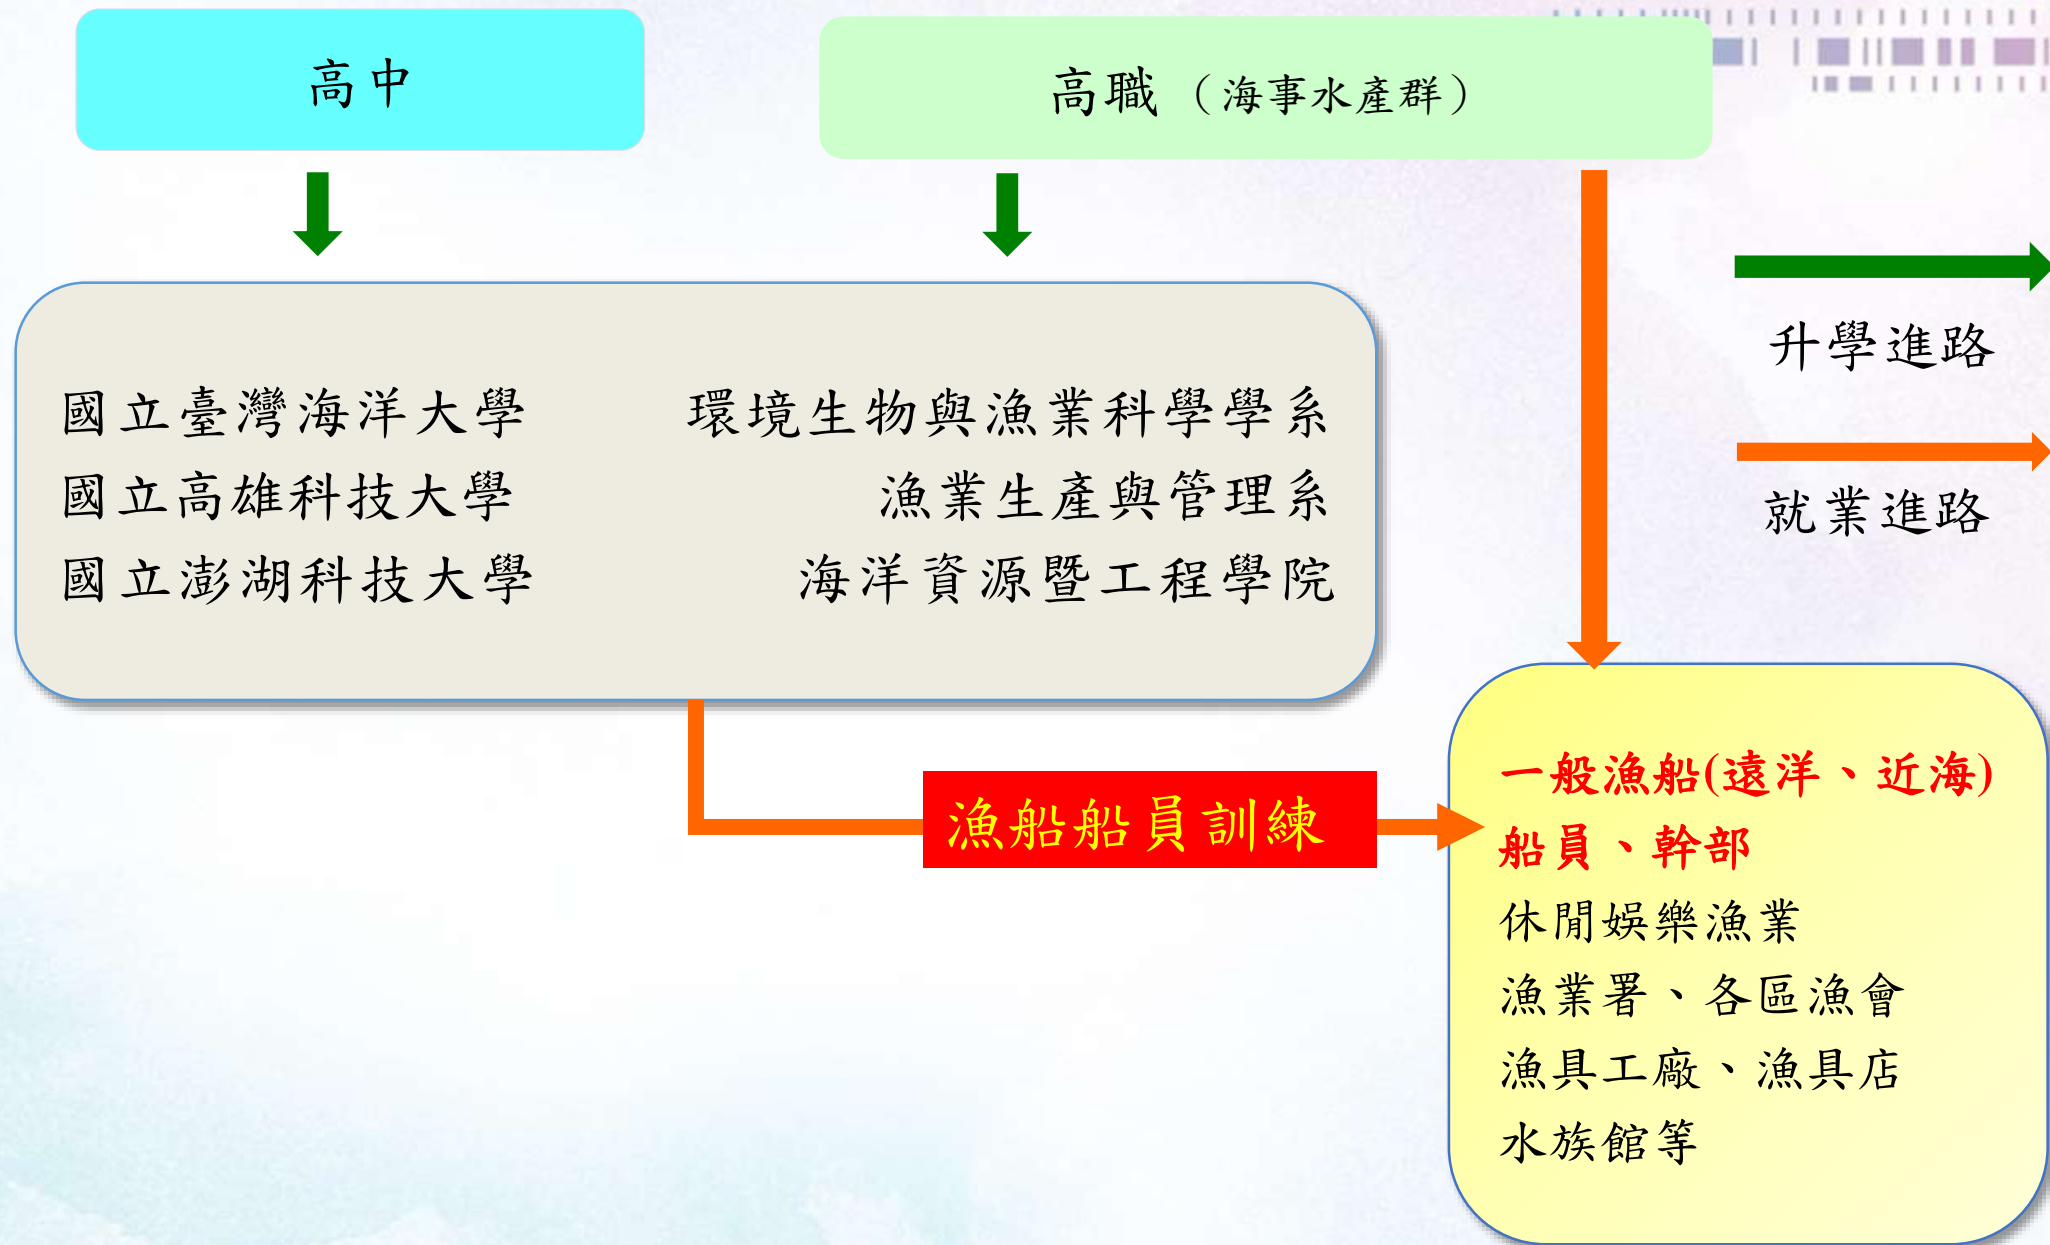 高中
高職（海事水產群）
升學進路
就業進路
國立臺灣海洋大學 環境生物與漁業科學學系
國立高雄科技大學 漁業生產與管理系
國立澎湖科技大學 海洋資源暨工程學院
漁船船員訓練
一般漁船(遠洋、近海)
船員、幹部
休閒娛樂漁業
漁業署、各區漁會
漁具工廠、漁具店
水族館等